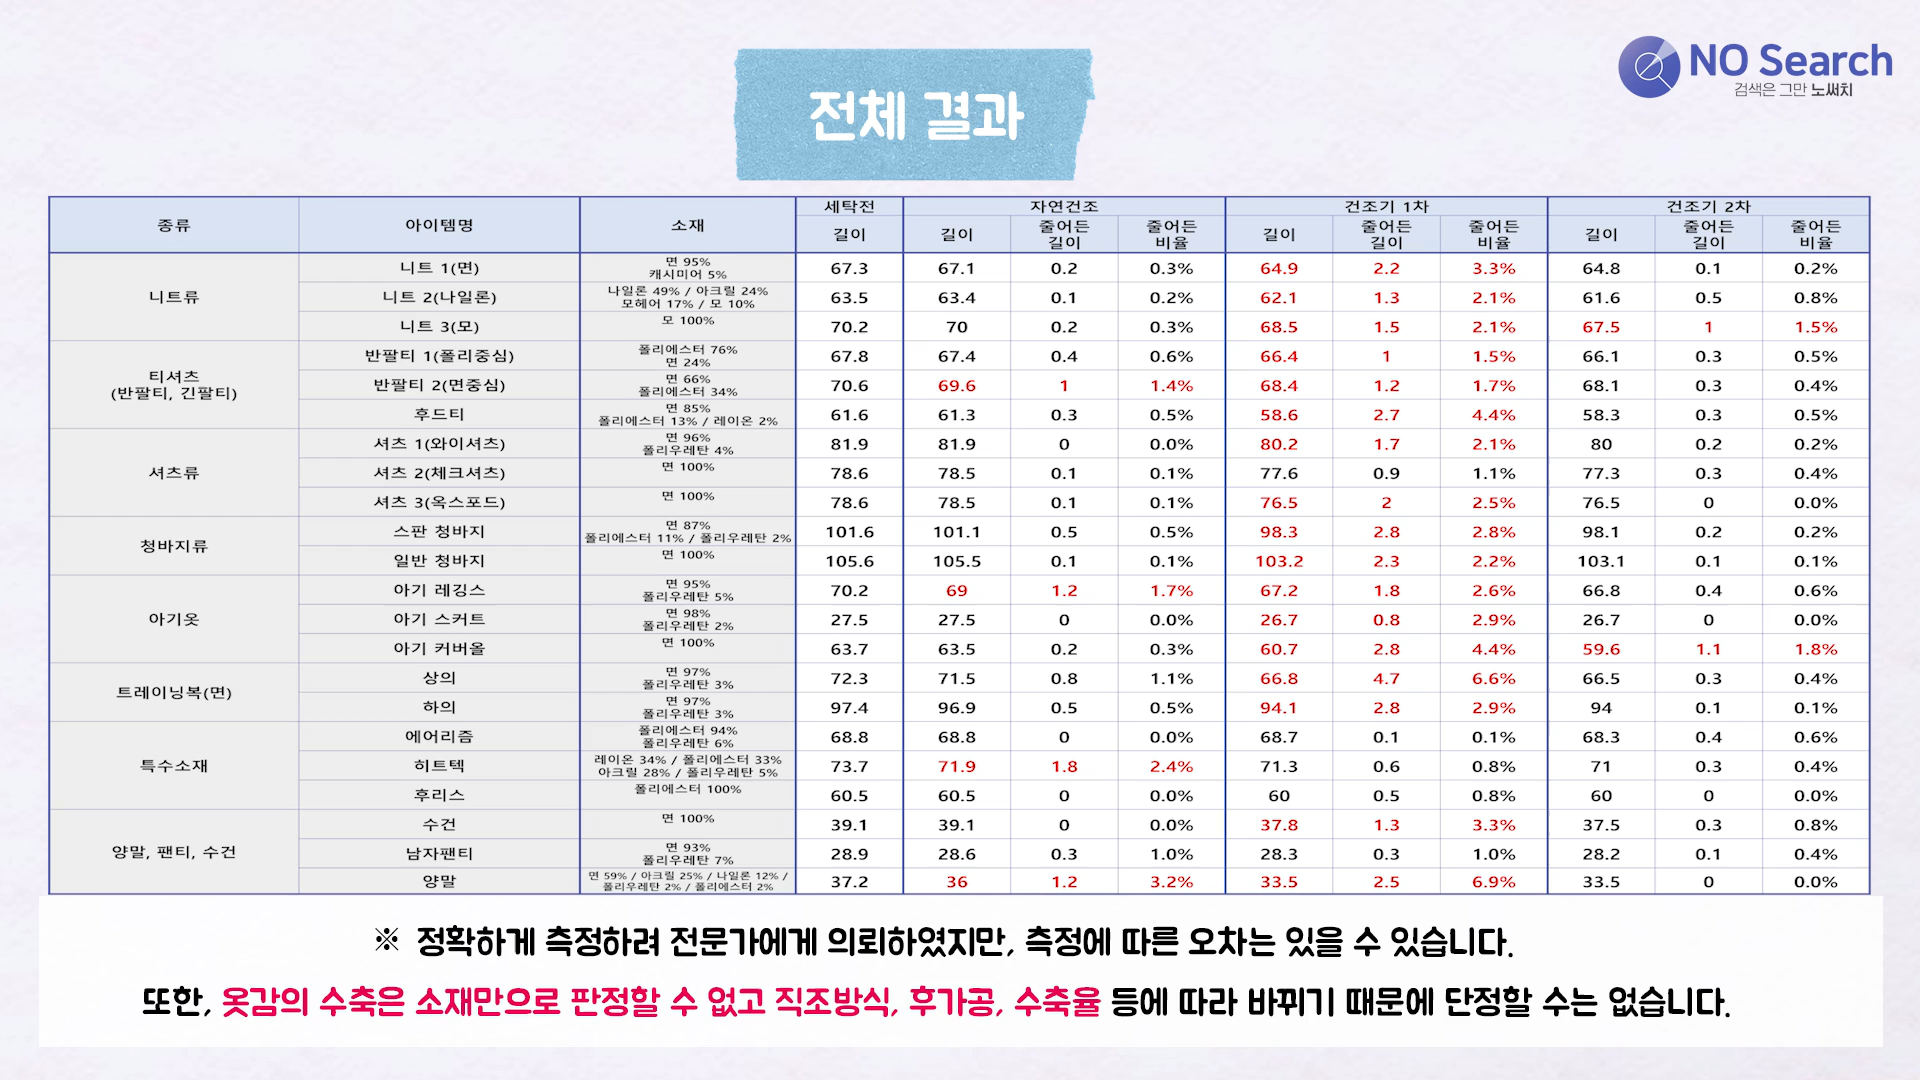 NO Search
검색은 그만 노써치
전체 결과
종류 아이템명 소재 세탁전 자연건조 건조기 1차 건조기 2차
길이 길이 줄어든 길이 줄어든 비율 길이 줄어든 길이 줄어든 비율 길이 줄어든 길이 줄어든 비율
니트류 니트 1(면) 면 95% 캐시미어 5% 67.3 67.1 0.2 0.3% 64.9 2.2 3.3% 64.8 0.1 0.2%
니트 2(나일론) 나일론 49% / 아크릴 24% 모헤어 17% / 모 10% 63.5 63.4 0.1 0.2% 62.1 1.3 2.1% 61.6 0.5 0.8%
니트 3(모) 모 100% 70.2 70 0.2 0.3% 68.5 1.5 2.1% 67.5 1 1.5%
티셔츠 (반팔티, 긴팔티) 반팔티 1(폴리중심) 폴리에스터 76% 면 24% 67.8 67.4 0.4 0.6% 66.4 1 1.5% 66.1 0.3 0.5%
반팔티 2(면중심) 면 66% 폴리에스터 34% 70.6 69.6 1 1.4% 68.4 1.2 1.7% 68.1 0.3 0.4%
후드티 면 85% 폴리에스터 13% / 레이온 2% 61.6 61.3 0.3 0.5% 58.6 2.7 4.4% 58.3 0.3 0.5%
셔츠류 셔츠 1(와이셔츠) 면 96% 폴리우레탄 4% 81.9 81.9 0 0.0% 80.2 1.7 2.1% 80 0.2 0.2%
셔츠 2(체크셔츠) 면 100% 78.6 78.5 0.1 0.1% 77.6 0.9 1.1% 77.3 0.3 0.4%
셔츠 3(옥스포드) 면 100% 78.6 78.5 0.1 0.1% 76.5 2 2.5% 76.5 0 0.0%
청바지류 스판 청바지 면 87% 폴리에스터 11% / 폴리우레탄 2% 101.6 101.1 0.5 0.5% 98.3 2.8 2.8% 98.1 0.2 0.2%
일반 청바지 면 100% 105.6 105.5 0.1 0.1% 103.2 2.3 2.2% 103.1 0.1 0.1%
아기옷 아기 레깅스 면 95% 폴리우레탄 5% 70.2 69 1.2 1.7% 67.2 1.8 2.6% 66.8 0.4 0.6%
아기 스커트 면 98% 폴리우레탄 2% 27.5 27.5 0 0.0% 26.7 0.8 2.9% 26.7 0 0.0%
아기 커버올 면 100% 63.7 63.5 0.2 0.3% 60.7 2.8 4.4% 59.6 1.1 1.8%
트레이닝복(면) 상의 면 97% 폴리우레탄 3% 72.3 71.5 0.8 1.1% 66.8 4.7 6.6% 66.5 0.3 0.4%
하의 면 97% 폴리우레탄 3% 97.4 96.9 0.5 0.5% 94.1 2.8 2.9% 94 0.1 0.1%
특수소재 에어리즘 폴리에스터 94% 폴리우레탄 6% 68.8 68.8 0 0.0% 68.7 0.1 0.1% 68.3 0.4 0.6%
히트텍 레이온 34% / 폴리에스터 33% 아크릴 28% / 폴리우레탄 5% 73.7 71.9 1.8 2.4% 71.3 0.6 0.8% 71 0.3 0.4%
후리스 폴리에스터 100% 60.5 60.5 0 0.0% 60 0.5 0.8% 60 0 0.0%
양말, 팬티, 수건 수건 면 100% 39.1 39.1 0 0.0% 37.8 1.3 3.3% 37.5 0.3 0.8%
남자팬티 면 93% 폴리우레탄 7% 28.9 28.6 0.3 1.0% 28.3 0.3 1.0% 28.2 0.1 0.4%
양말 면 59% / 아크릴 25% / 나일론 12% / 폴리우레탄 2% / 폴리에스터 2% 37.2 36 1.2 3.2% 33.5 2.5 6.9% 33.5 0 0.0%
※ 정확하게 측정하려 전문가에게 의뢰하였지만, 측정에 따른 오차는 있을 수 있습니다.
또한, 옷감의 수축은 소재만으로 판정할 수 없고 직조방식, 후가공, 수축율 등에 따라 바뀌기 때문에 단정할 수는 없습니다.